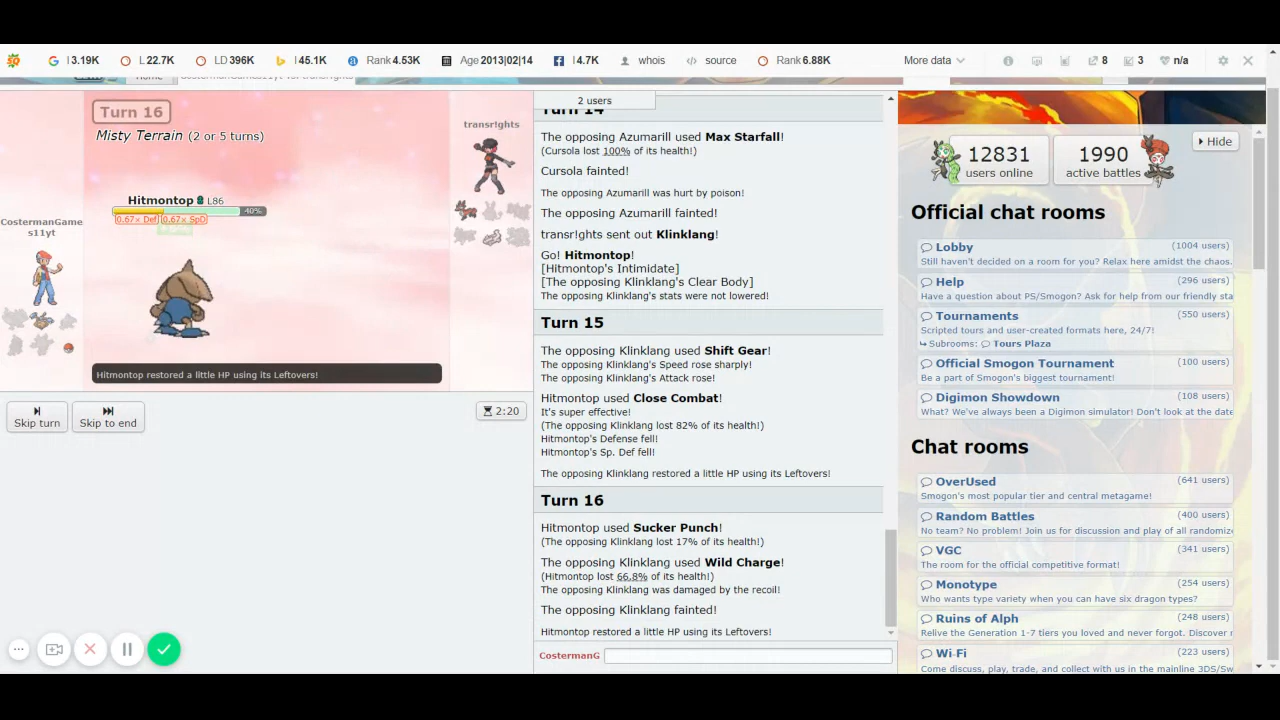 I 3.19K
L 22.7K
LD 396K
I 45.1K
Rank 4.53K
Age 2013|02|14
I 4.7K
whois
source
Rank 6.88K
More data
8
3
n/a
Turn 16
Misty Terrain (2 or 5 turns)
transr!ghts
Hitmontop L86
40%
0.67× Def 0.67× SpD
CostermanGame
s11yt
Hitmontop restored a little HP using its Leftovers!
Skip turn
Skip to end
2:20
2 users
Turn 14
The opposing Azumarill used Max Starfall!
(Cursola lost 100% of its health!)
Cursola fainted!
The opposing Azumarill was hurt by poison!
The opposing Azumarill fainted!
transr!ghts sent out Klinklang!
Go! Hitmontop!
[Hitmontop's Intimidate]
[The opposing Klinklang's Clear Body]
The opposing Klinklang's stats were not lowered!
Turn 15
The opposing Klinklang used Shift Gear!
The opposing Klinklang's Speed rose sharply!
The opposing Klinklang's Attack rose!
Hitmontop used Close Combat!
It's super effective!
(The opposing Klinklang lost 82% of its health!)
Hitmontop's Defense fell!
Hitmontop's Sp. Def fell!
The opposing Klinklang restored a little HP using its Leftovers!
Turn 16
Hitmontop used Sucker Punch!
(The opposing Klinklang lost 17% of its health!)
The opposing Klinklang used Wild Charge!
(Hitmontop lost 66.8% of its health!)
The opposing Klinklang was damaged by the recoil!
The opposing Klinklang fainted!
Hitmontop restored a little HP using its Leftovers!
CostermanG
Hide
12831
users online
1990
active battles
Official chat rooms
Lobby (1004 users)
Still haven't decided on a room for you? Relax here amidst the chaos.
Help (296 users)
Have a question about PS/Smogon? Ask for help from our friendly sta
Tournaments (550 users)
Scripted tours and user-created formats here, 24/7!
Subrooms: Tours Plaza
Official Smogon Tournament (100 users)
Be a part of Smogon's biggest tournament!
Digimon Showdown (108 users)
What? We've always been a Digimon simulator! Don't look at the date
Chat rooms
OverUsed (641 users)
Smogon's most popular tier and central metagame!
Random Battles (400 users)
No team? No problem! Join us for discussion and play of all randomize
VGC (341 users)
The room for the official competitive format!
Monotype (254 users)
Who wants type variety when you can have six dragon types?
Ruins of Alph (248 users)
Relive the Generation 1-7 tiers you loved and never forgot. Discover r
Wi-Fi (223 users)
Come discuss, play, trade, and collect with us in the mainline 3DS/Sw